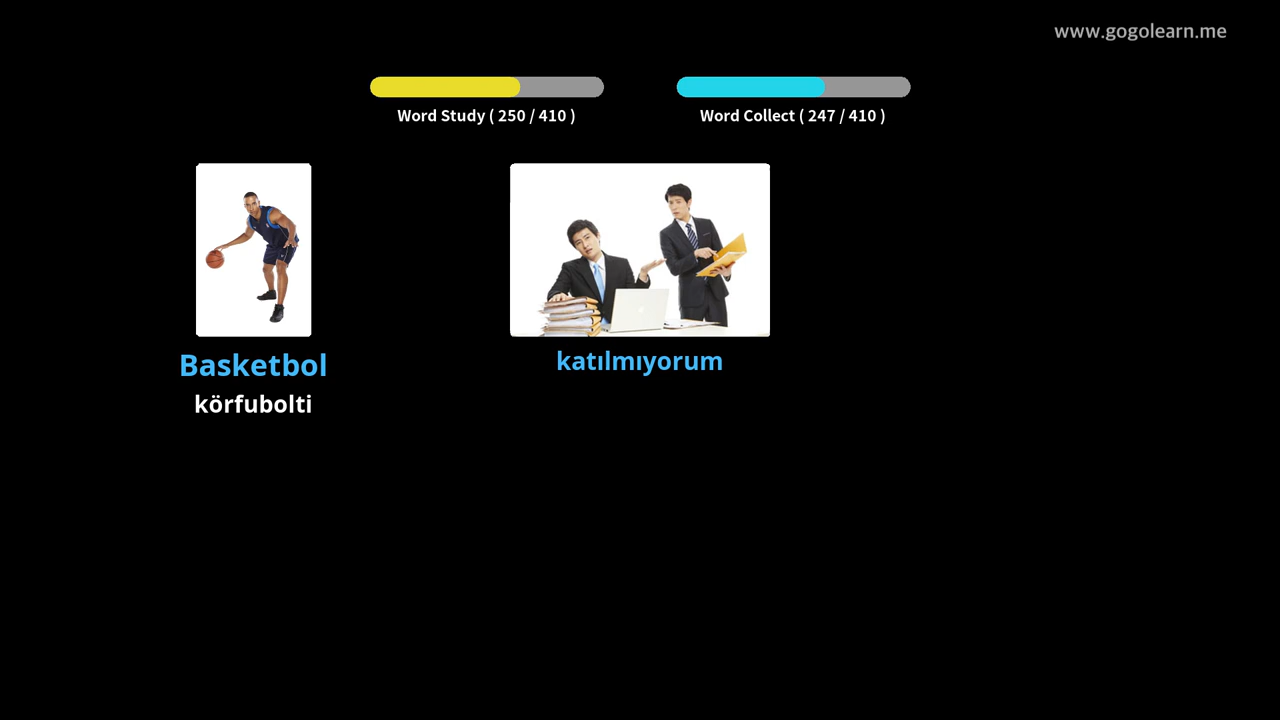 www.gogolearn.me
Word Study ( 250 / 410 )
Word Collect ( 247 / 410 )
Basketbol
körfubolti
katılmıyorum